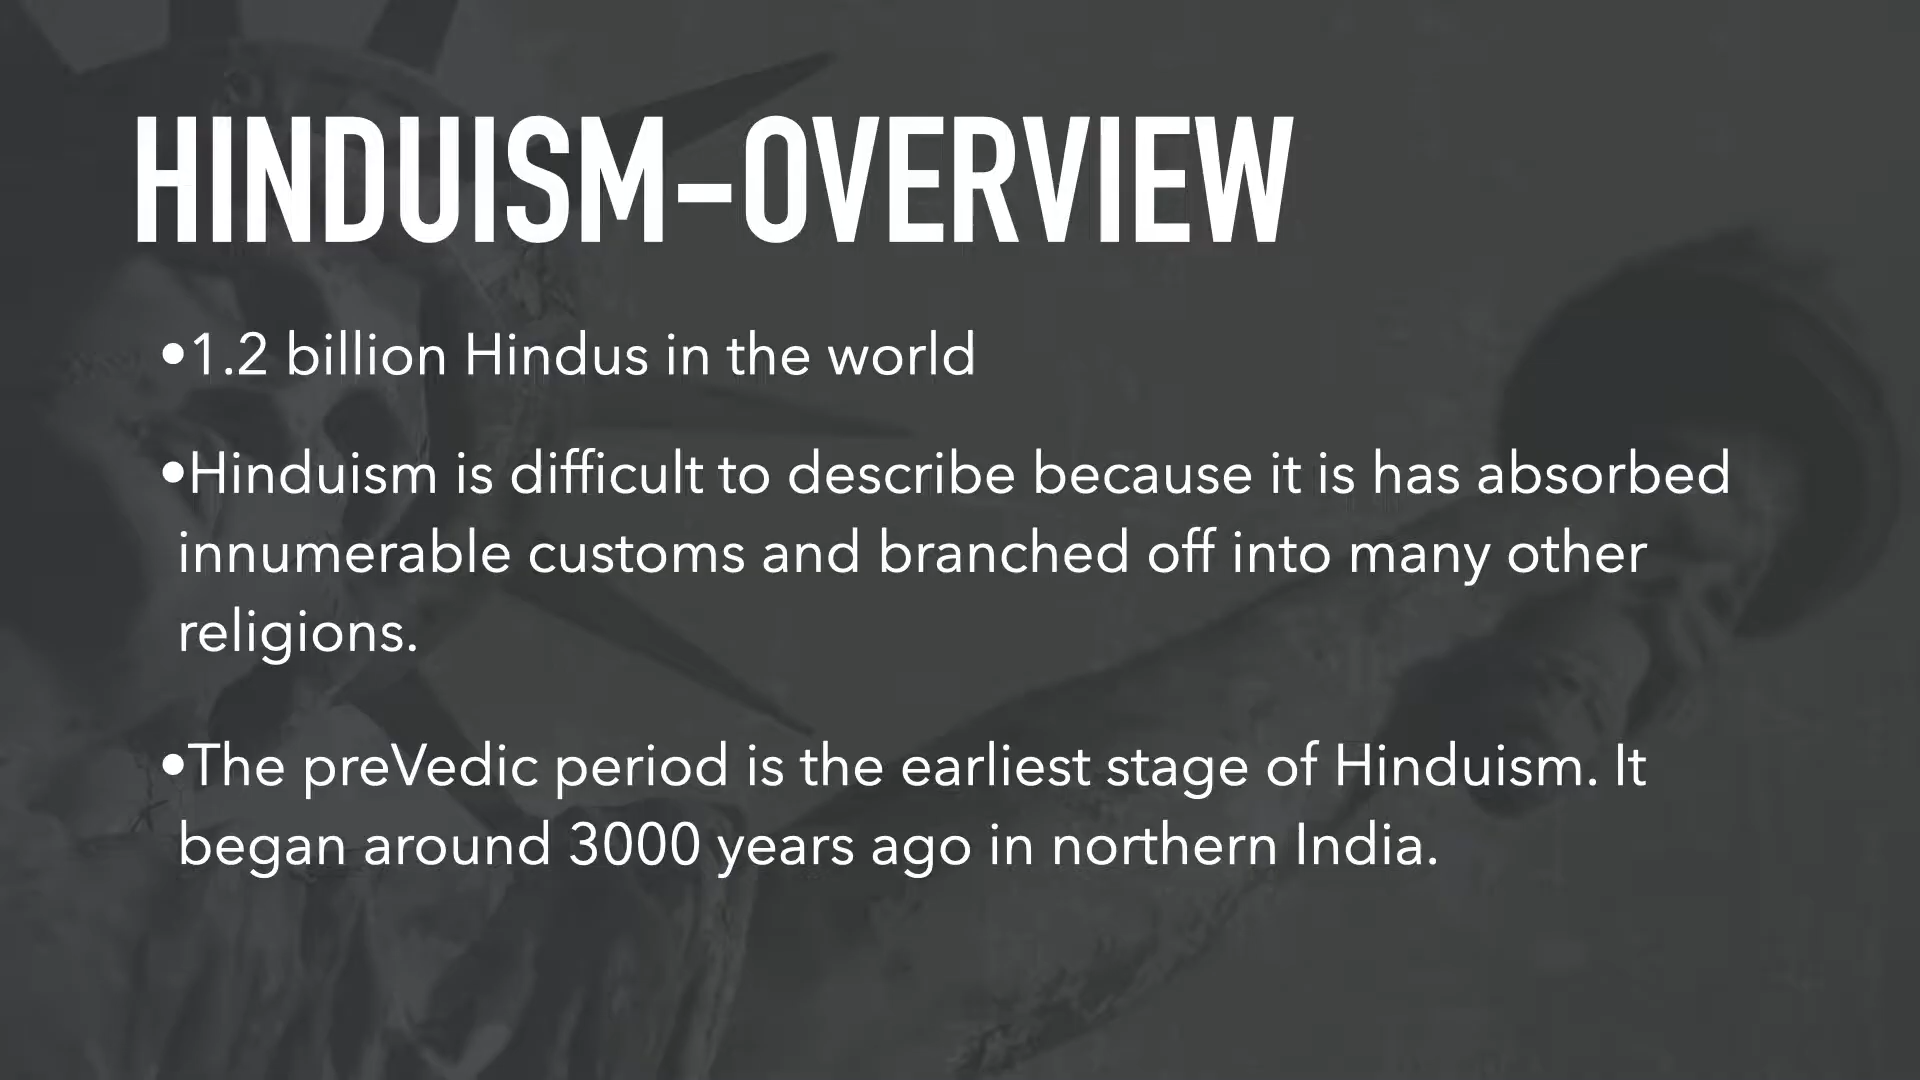 HINDUISM-OVERVIEW
•1.2 billion Hindus in the world
•Hinduism is difficult to describe because it is has absorbed
innumerable customs and branched off into many other
religions.
•The preVedic period is the earliest stage of Hinduism. It
began around 3000 years ago in northern India.